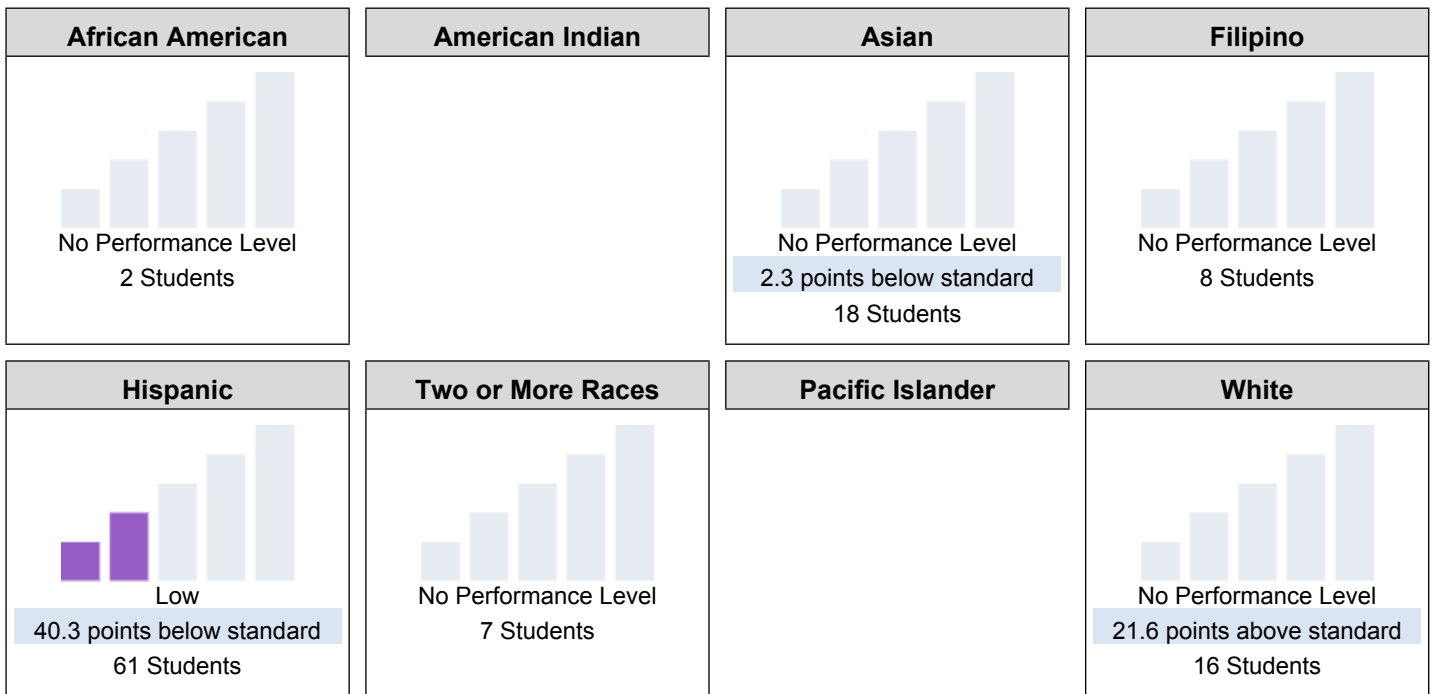 African American
No Performance Level
2 Students
American Indian
Asian
No Performance Level
2.3 points below standard
18 Students
Filipino
No Performance Level
8 Students
Hispanic
Low
40.3 points below standard
61 Students
Two or More Races
No Performance Level
7 Students
Pacific Islander
White
No Performance Level
21.6 points above standard
16 Students